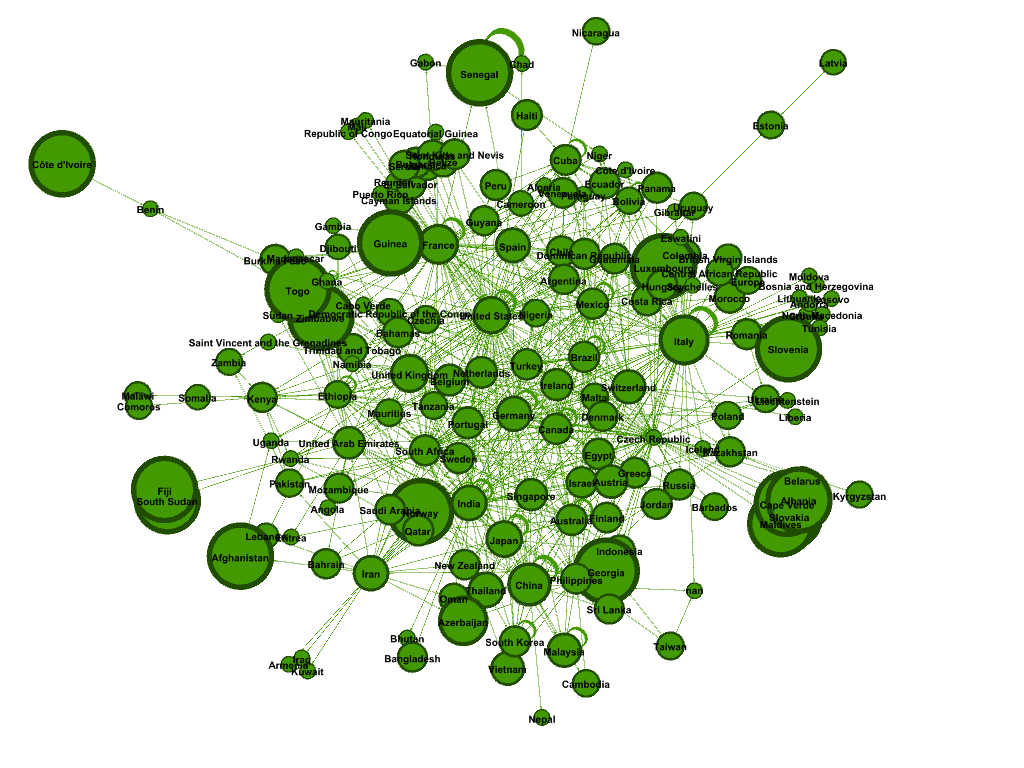 Nicaragua
Gabon
Chad
Latvia
Senegal
Haiti
Mauritania
Mali
Republic of Congo
Equatorial Guinea
Estonia
Saint Kitts and Nevis
Belize
Cuba
Niger
Côte d'Ivoire
Cote d'Ivoire
El Salvador
Puerto Rico
Cayman Islands
Peru
Algeria
Venezuela
Ecuador
Paraguay
Panama
Cameroon
Bolivia
Benin
Uruguay
Gibraltar
Gambia
Guyana
Djibouti
Guinea
France
Spain
Eswatini
Chile
Dominican Republic
Guatemala
Colombia
British Virgin Islands
Burkina Faso
Madagascar
Luxembourg
Central African Republic
Ghana
Argentina
Hungary
Seychelles
Europe
Moldova
Bosnia and Herzegovina
Togo
Costa Rica
Morocco
Lithuania
Kosovo
Andorra
Cabo Verde
Mexico
Sudan
Zimbabwe
Democratic Republic of the Congo
United States
Nigeria
North Macedonia
Czechia
Tunisia
Bahamas
Romania
Italy
Saint Vincent and the Grenadines
Trinidad and Tobago
Slovenia
Zambia
Namibia
Brazil
Turkey
United Kingdom
Netherlands
Belgium
Ireland
Switzerland
Malawi
Comoros
Somalia
Kenya
Ethiopia
Malta
Ukraine
Liechtenstein
Mauritius
Tanzania
Germany
Denmark
Poland
Liberia
Portugal
Canada
Uganda
United Arab Emirates
Czech Republic
South Africa
Iceland
Kazakhstan
Rwanda
Sweden
Egypt
Greece
Pakistan
Israel
Austria
Russia
Belarus
Fiji
South Sudan
Mozambique
Singapore
Kyrgyzstan
Albania
Angola
Saudi Arabia
Norway
India
Jordan
Barbados
Cape Verde
Slovakia
Maldives
Australia
Finland
Qatar
Lebanon
Eritrea
Japan
Indonesia
Afghanistan
Bahrain
Iran
New Zealand
Georgia
China
Philippines
Thailand
nan
Oman
Sri Lanka
Azerbaijan
Bhutan
South Korea
Taiwan
Malaysia
Bangladesh
Iraq
Armenia
Kuwait
Vietnam
Cambodia
Nepal